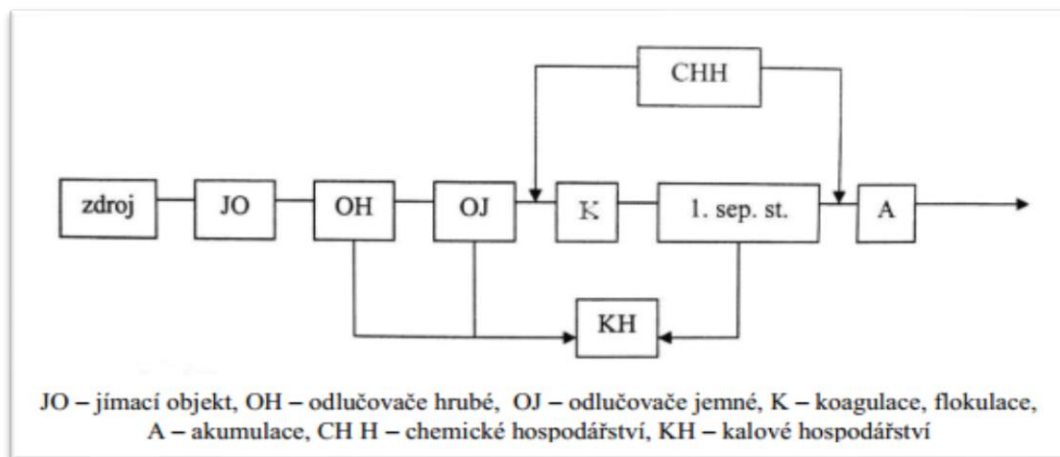 CHH
zdroj
JO
OH
OJ
K
1. sep. st.
A
KH
JO – jímací objekt, OH – odlučovače hrubé, OJ – odlučovače jemné, K – koagulace, flokulace,
A – akumulace, CH H – chemické hospodářství, KH – kalové hospodářství